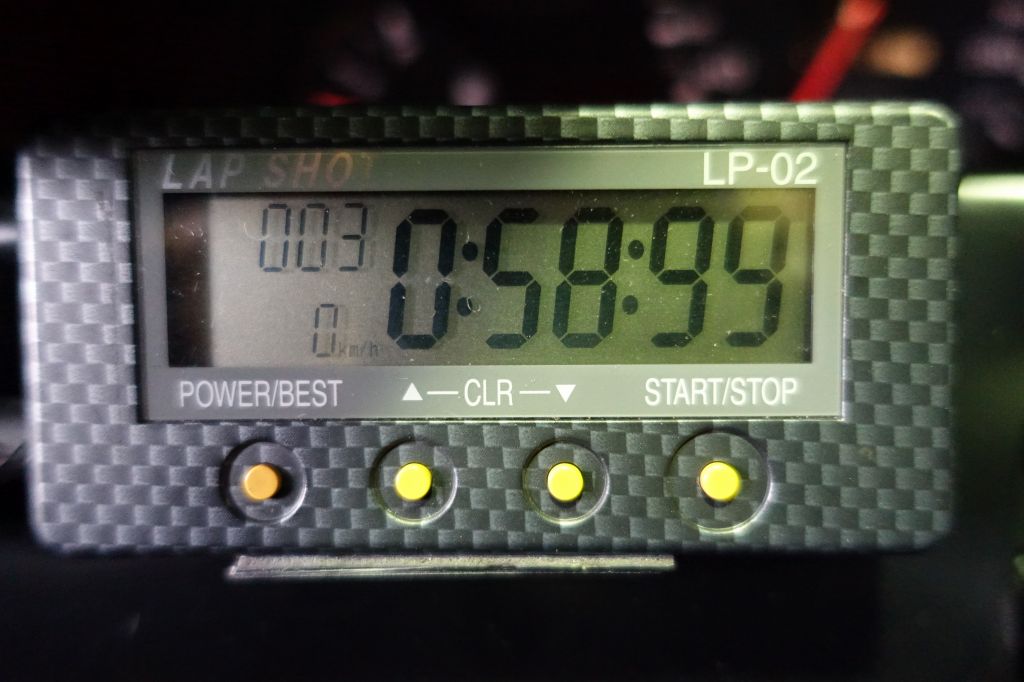 LAP SHOT LP-02
003 0:58:99
0 km/h
POWER/BEST ▲—CLR—▼ START/STOP